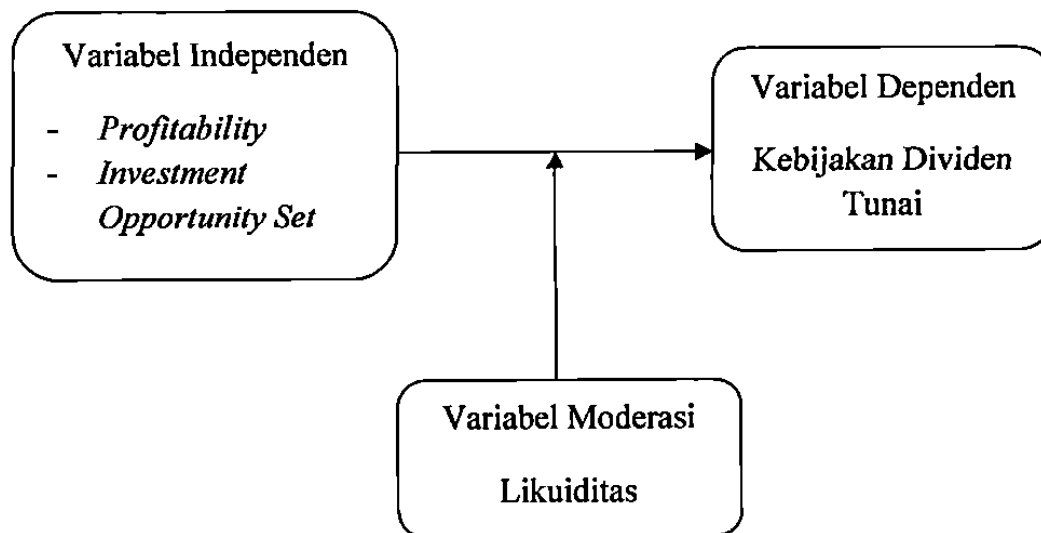 Variabel Independen
- Profitability
- Investment
Opportunity Set
Variabel Dependen
Kebijakan Dividen
Tunai
Variabel Moderasi
Likuiditas